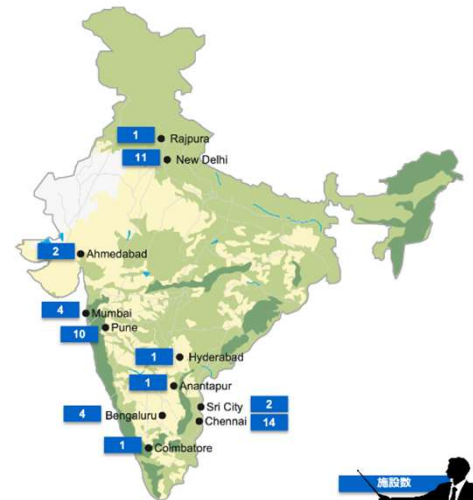 1 Rajpura
11 New Delhi
2 Ahmedabad
4 Mumbai
10 Pune
1 Hyderabad
1 Anantapur
Sri City 2
4 Bengaluru
Chennai 14
1 Coimbatore
施設数